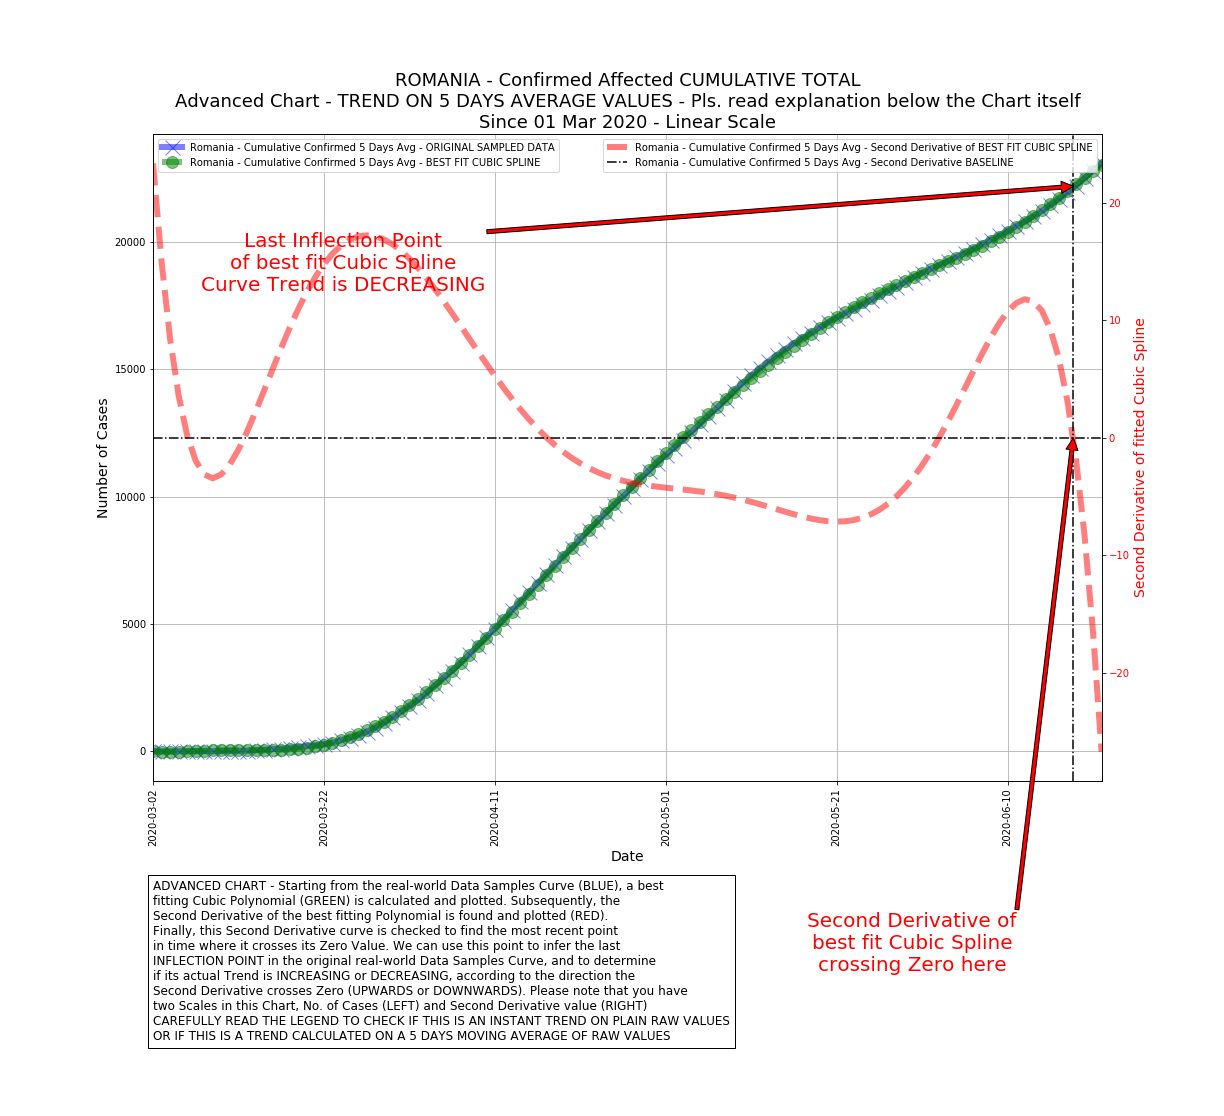 ROMANIA - Confirmed Affected CUMULATIVE TOTAL
Advanced Chart - TREND ON 5 DAYS AVERAGE VALUES - Pls. read explanation below the Chart itself
Since 01 Mar 2020 - Linear Scale
Romania - Cumulative Confirmed 5 Days Avg - ORIGINAL SAMPLED DATA
Romania - Cumulative Confirmed 5 Days Avg - BEST FIT CUBIC SPLINE
Romania - Cumulative Confirmed 5 Days Avg - Second Derivative of BEST FIT CUBIC SPLINE
Romania - Cumulative Confirmed 5 Days Avg - Second Derivative BASELINE
Last Inflection Point
of best fit Cubic Spline
Curve Trend is DECREASING
Number of Cases
20000
15000
10000
5000
0
20
10
0
−10
−20
Second Derivative of fitted Cubic Spline
2020-03-02
2020-03-22
2020-04-11
2020-05-01
2020-05-21
2020-06-10
Date
ADVANCED CHART - Starting from the real-world Data Samples Curve (BLUE), a best
fitting Cubic Polynomial (GREEN) is calculated and plotted. Subsequently, the
Second Derivative of the best fitting Polynomial is found and plotted (RED).
Finally, this Second Derivative curve is checked to find the most recent point
in time where it crosses its Zero Value. We can use this point to infer the last
INFLECTION POINT in the original real-world Data Samples Curve, and to determine
if its actual Trend is INCREASING or DECREASING, according to the direction the
Second Derivative crosses Zero (UPWARDS or DOWNWARDS). Please note that you have
two Scales in this Chart, No. of Cases (LEFT) and Second Derivative value (RIGHT)
CAREFULLY READ THE LEGEND TO CHECK IF THIS IS AN INSTANT TREND ON PLAIN RAW VALUES
OR IF THIS IS A TREND CALCULATED ON A 5 DAYS MOVING AVERAGE OF RAW VALUES
Second Derivative of
best fit Cubic Spline
crossing Zero here